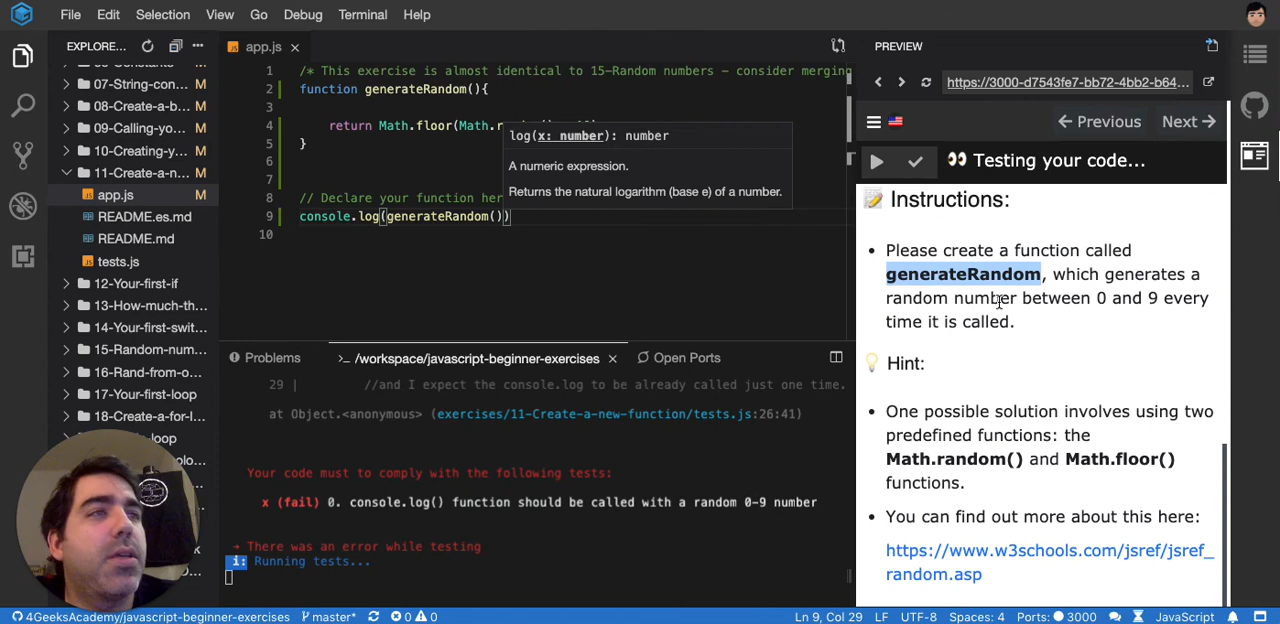 File Edit Selection View Go Debug Terminal Help
EXPLORE...
app.js
PREVIEW
07-String-con... M
08-Create-a-b... M
09-Calling-yo... M
10-Creating-y... M
11-Create-a-n... M
app.js M
README.es.md
README.md
tests.js
12-Your-first-if
13-How-much-th...
14-Your-first-swit...
15-Random-num...
16-Rand-from-o...
17-Your-first-loop
18-Create-a-for-l...
1 /* This exercise is almost identical to 15-Random numbers - consider merging
2 function generateRandom(){
3
4 return Math.floor(Math.r
5 }
6
7
8 // Declare your function her
9 console.log(generateRandom())
10
log(x: number): number
A numeric expression.
Returns the natural logarithm (base e) of a number.
Problems >_ /workspace/javascript-beginner-exercises Open Ports
29 | //and I expect the console.log to be already called just one time.
at Object.<anonymous> (exercises/11-Create-a-new-function/tests.js:26:41)
Your code must to comply with the following tests:
x (fail) 0. console.log() function should be called with a random 0-9 number
→ There was an error while testing
i: Running tests...
https://3000-d7543fe7-bb72-4bb2-b64...
← Previous Next →
👀 Testing your code...
📝 Instructions:
• Please create a function called
generateRandom, which generates a
random number between 0 and 9 every
time it is called.
💡 Hint:
• One possible solution involves using two
predefined functions: the
Math.random() and Math.floor()
functions.
• You can find out more about this here:
https://www.w3schools.com/jsref/jsref_
random.asp
4GeeksAcademy/javascript-beginner-exercises master* 0 0 Ln 9, Col 29 LF UTF-8 Spaces: 4 Ports: 3000 JavaScript